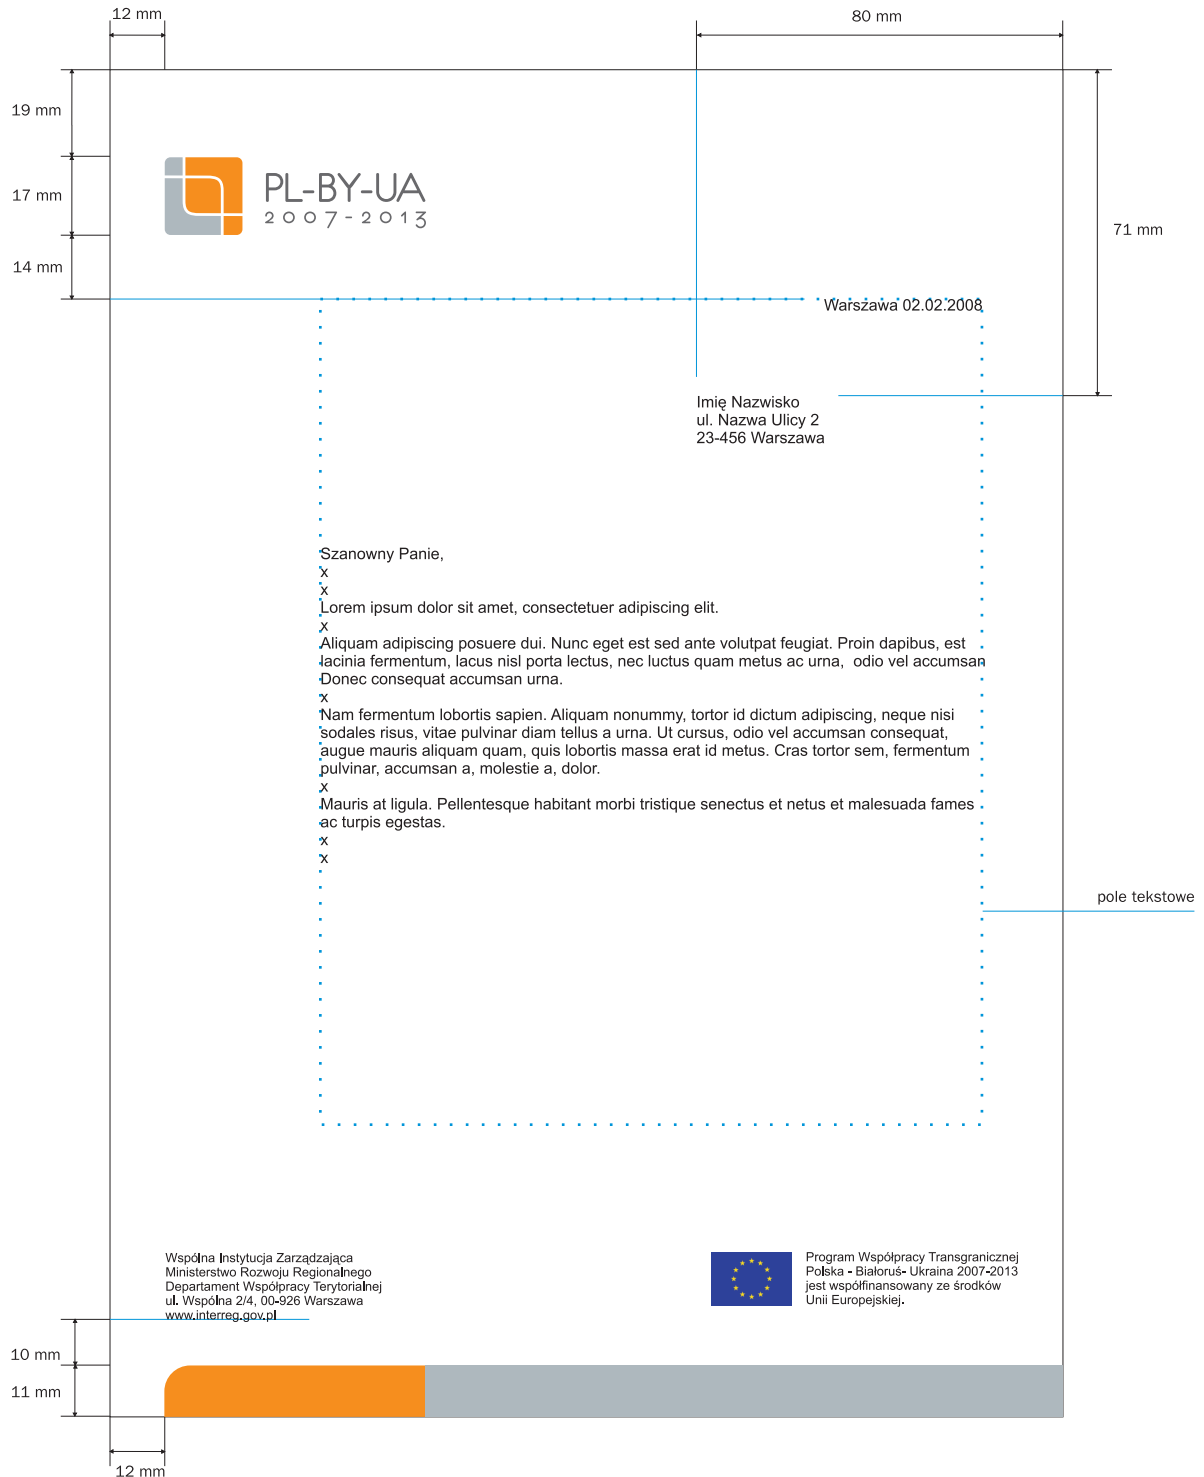 12 mm
80 mm
19 mm
17 mm
PL-BY-UA
2007-2013
14 mm
71 mm
Warszawa 02.02.2008
Imię Nazwisko
ul. Nazwa Ulicy 2
23-456 Warszawa
Szanowny Panie,
x
x
Lorem ipsum dolor sit amet, consectetuer adipiscing elit.
x
Aliquam adipiscing posuere dui. Nunc eget est sed ante volutpat feugiat. Proin dapibus, est
lacinia fermentum, lacus nisl porta lectus, nec luctus quam metus ac urna, odio vel accumsan
Donec consequat accumsan urna.
x
Nam fermentum lobortis sapien. Aliquam nonummy, tortor id dictum adipiscing, neque nisi
sodales risus, vitae pulvinar diam tellus a urna. Ut cursus, odio vel accumsan consequat,
augue mauris aliquam quam, quis lobortis massa erat id metus. Cras tortor sem, fermentum
pulvinar, accumsan a, molestie a, dolor.
x
Mauris at ligula. Pellentesque habitant morbi tristique senectus et netus et malesuada fames
ac turpis egestas.
x
x
pole tekstowe
Wspólna Instytucja Zarządzająca
Ministerstwo Rozwoju Regionalnego
Departament Współpracy Terytorialnej
ul. Wspólna 2/4, 00-926 Warszawa
www.interreg.gov.pl
Program Współpracy Transgranicznej
Polska - Białoruś- Ukraina 2007-2013
jest współfinansowany ze środków
Unii Europejskiej.
10 mm
11 mm
12 mm